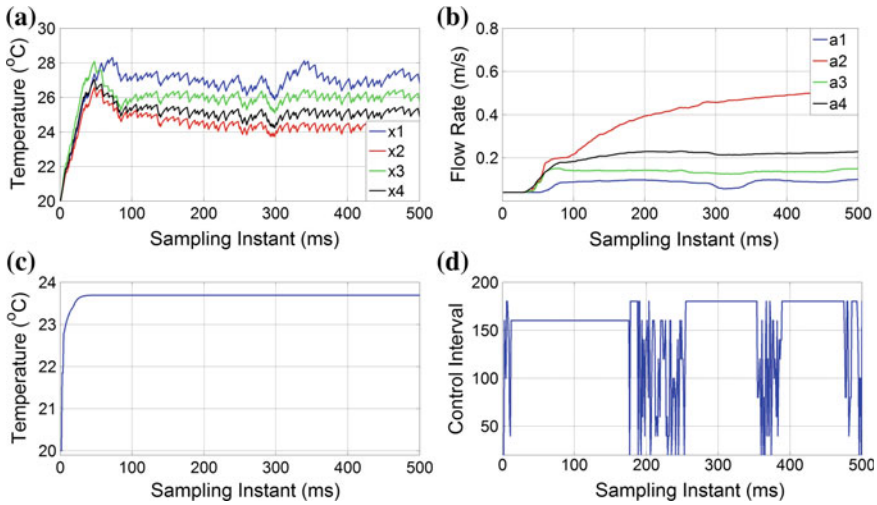 (a)
30
28
26
24
22
20
Temperature (°C)
x1
x2
x3
x4
0 100 200 300 400 500
Sampling Instant (ms)
(b)
0.8
0.6
0.4
0.2
Flow Rate (m/s)
a1
a2
a3
a4
0 100 200 300 400 500
Sampling Instant (ms)
(c)
24
23
22
21
20
Temperature (°C)
0 100 200 300 400 500
Sampling Instant (ms)
(d)
200
150
100
50
Control Interval
0 100 200 300 400 500
Sampling Instant (ms)